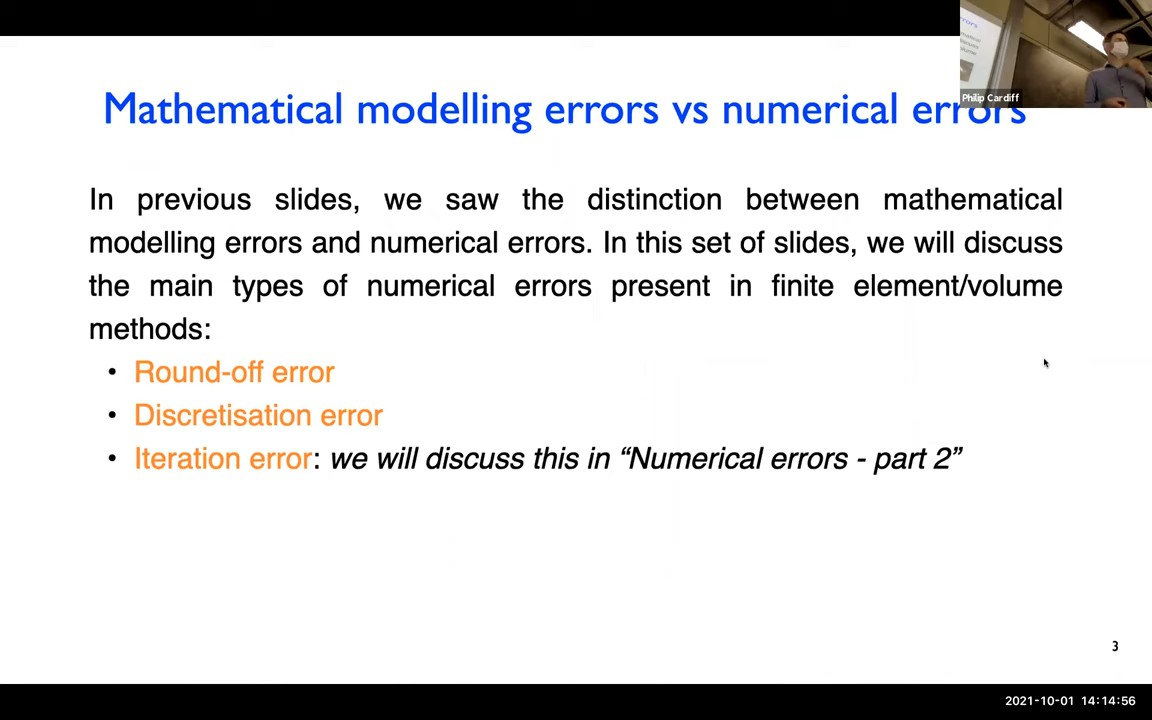 Mathematical modelling errors vs numerical errors
Philip Cardiff
In previous slides, we saw the distinction between mathematical
modelling errors and numerical errors. In this set of slides, we will discuss
the main types of numerical errors present in finite element/volume
methods:
• Round-off error
• Discretisation error
• Iteration error: we will discuss this in “Numerical errors - part 2”
3
2021-10-01 14:14:56